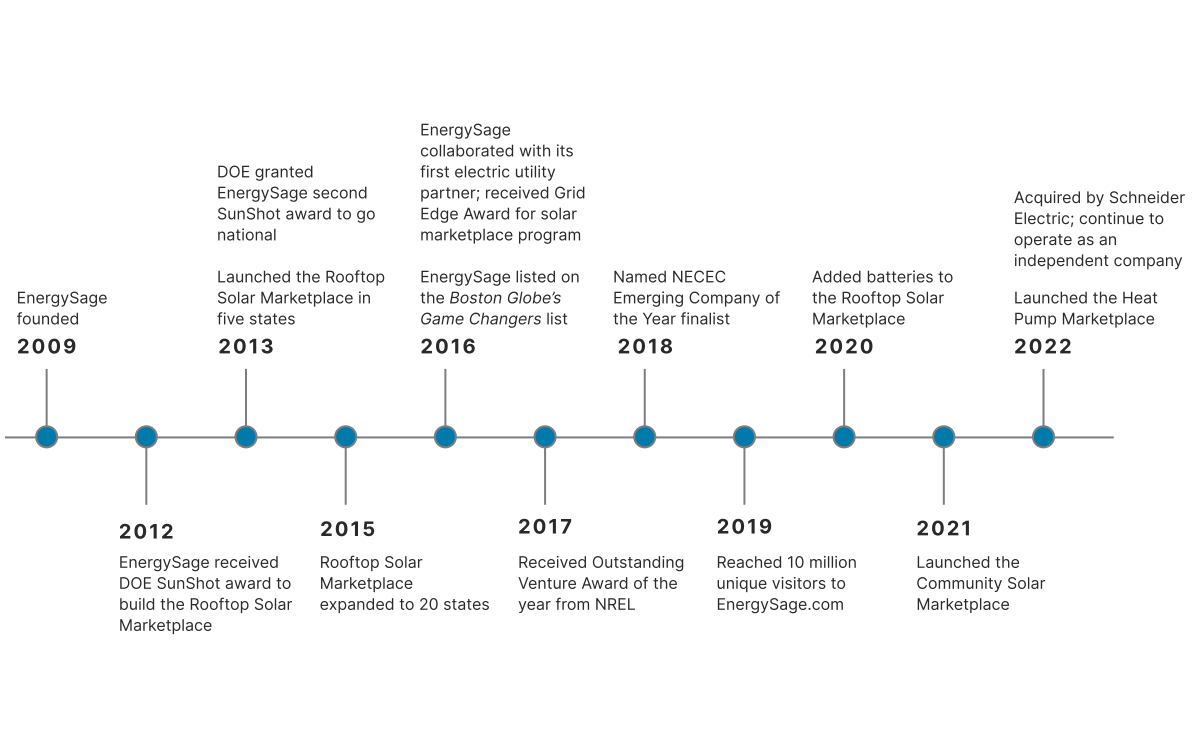 EnergySage
founded
2009
EnergySage received
DOE SunShot award to
build the Rooftop Solar
Marketplace
2012
DOE granted
EnergySage second
SunShot award to go
national
Launched the Rooftop
Solar Marketplace in
five states
2013
2015
Rooftop Solar
Marketplace
expanded to 20 states
EnergySage
collaborated with its
first electric utility
partner; received Grid
Edge Award for solar
marketplace program
EnergySage listed on
the Boston Globe’s
Game Changers list
2016
2017
Received Outstanding
Venture Award of the
year from NREL
Named NECEC
Emerging Company of
the Year finalist
2018
2019
Reached 10 million
unique visitors to
EnergySage.com
Added batteries to
the Rooftop Solar
Marketplace
2020
2021
Launched the
Community Solar
Marketplace
Acquired by Schneider
Electric; continue to
operate as an
independent company
Launched the Heat
Pump Marketplace
2022